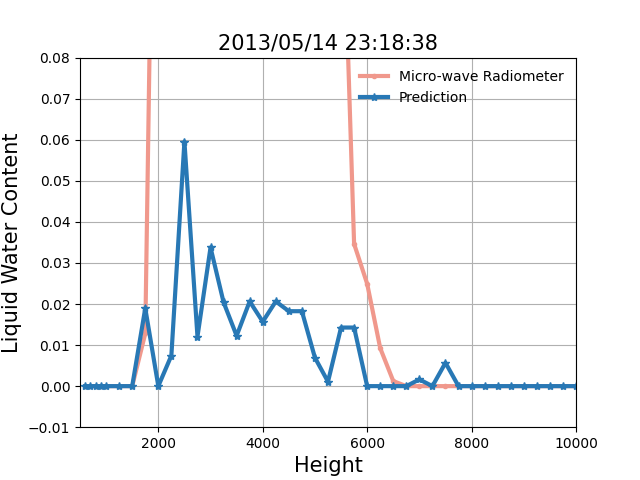 2013/05/14 23:18:38
0.08
0.07
0.06
0.05
0.04
0.03
0.02
0.01
0.00
−0.01
Liquid Water Content
Micro-wave Radiometer
Prediction
2000 4000 6000 8000 10000
Height